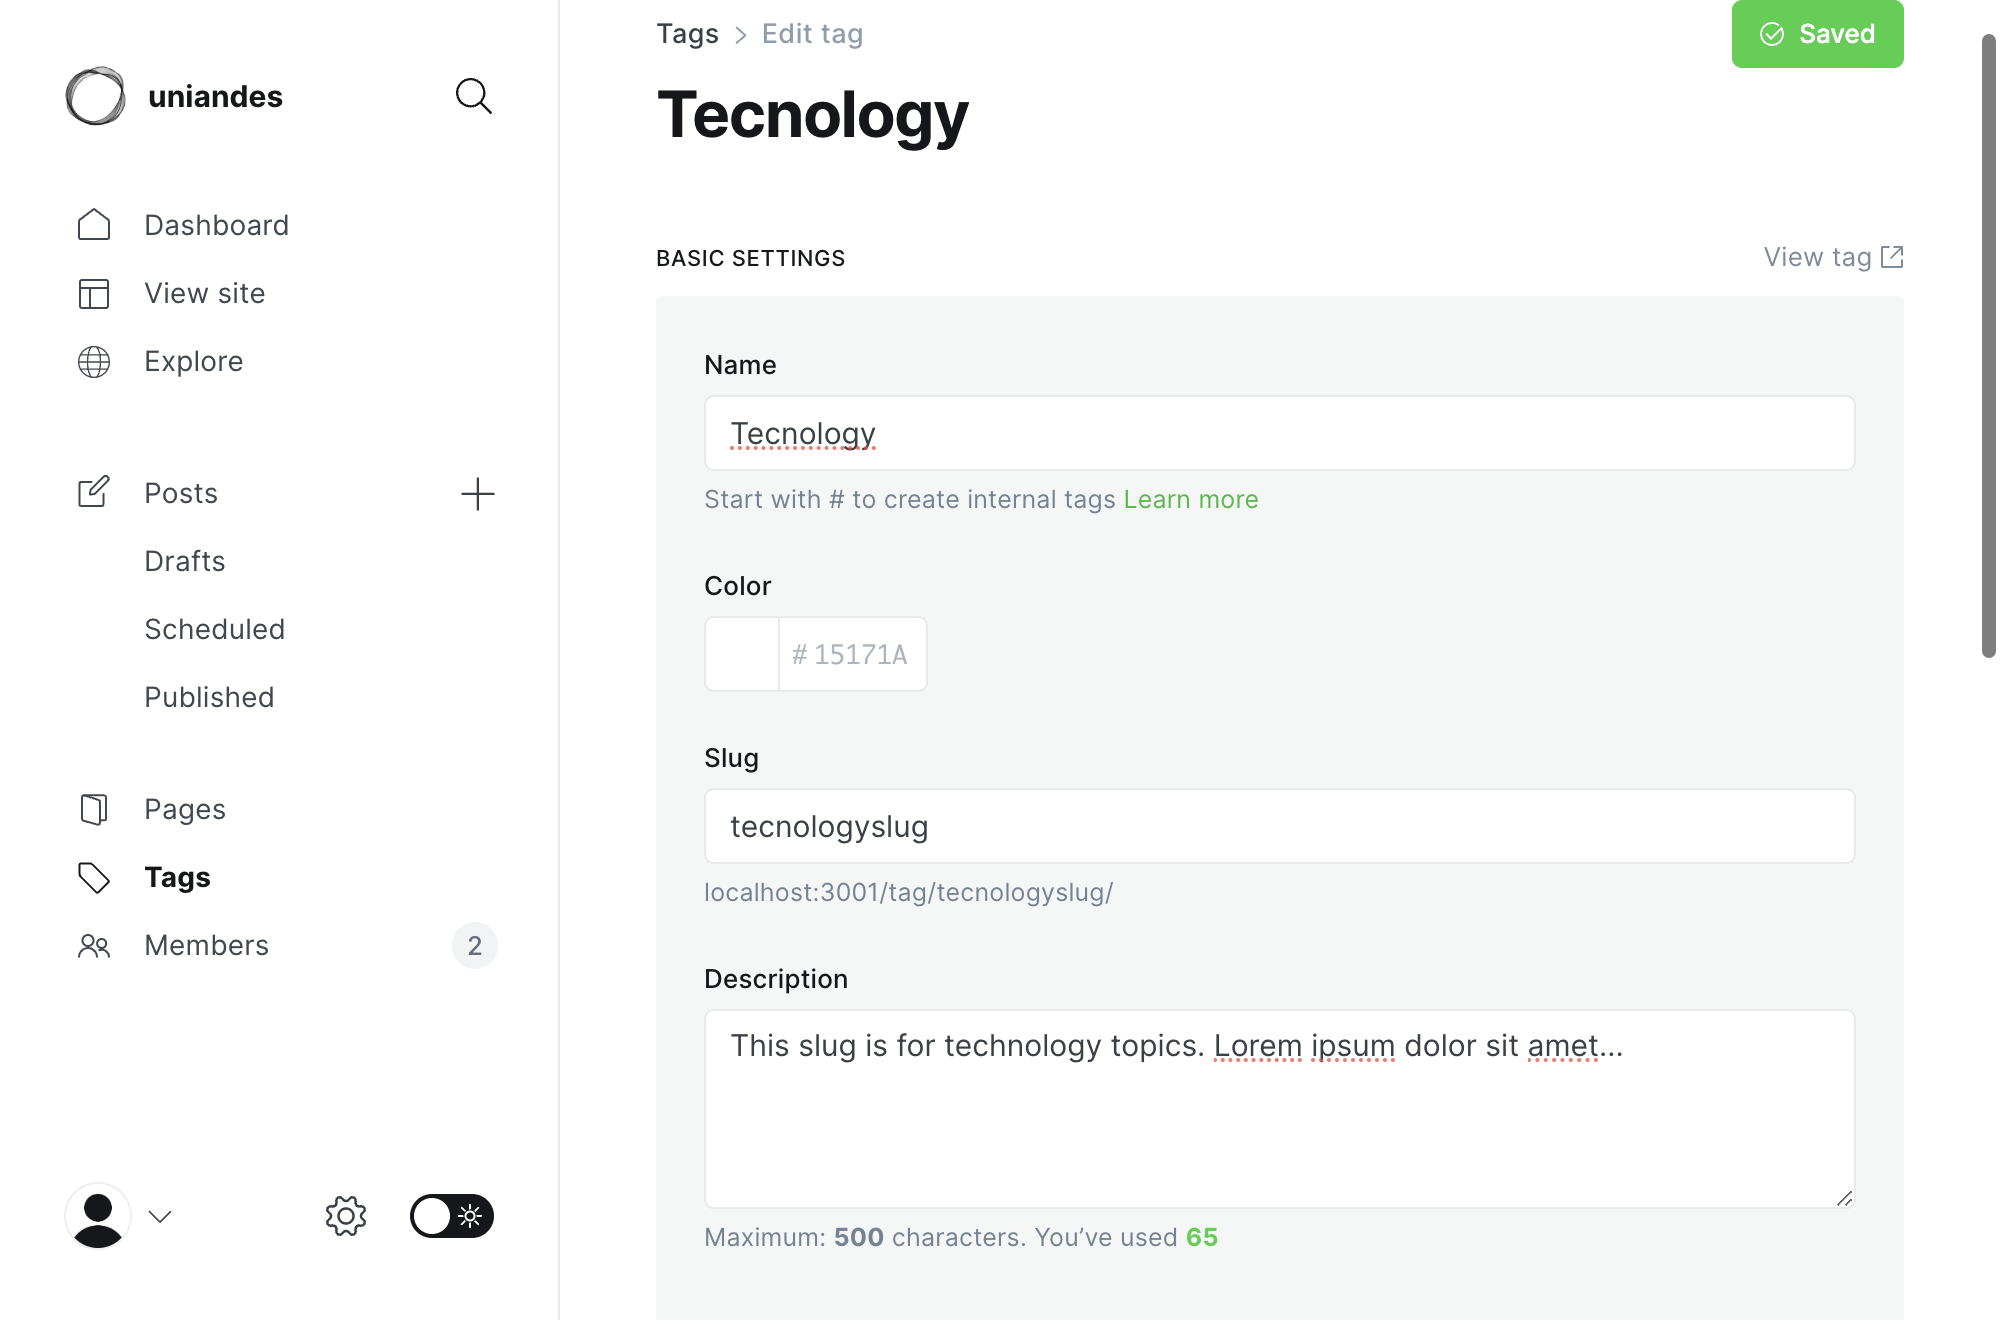 uniandes
Dashboard
View site
Explore
Posts
Drafts
Scheduled
Published
Pages
Tags
Members 2
Tags > Edit tag
Saved
Tecnology
BASIC SETTINGS
View tag
Name
Tecnology
Start with # to create internal tags Learn more
Color
# 15171A
Slug
tecnologyslug
localhost:3001/tag/tecnologyslug/
Description
This slug is for technology topics. Lorem ipsum dolor sit amet...
Maximum: 500 characters. You’ve used 65